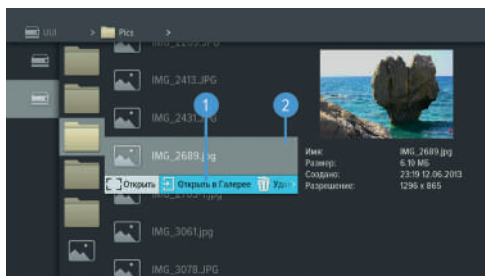 UUI > Pics >
IMG_2413.JPG
1
2
IMG_2431.JPG
IMG_2689.jpg
Открыть Открыть в Галерее
IMG_3061.jpg
IMG_3078.JPG
Имя: IMG_2689.jpg
Размер: 6.19 МБ
Создано: 23:19 12.06.2013
Разрешение: 1296 x 865